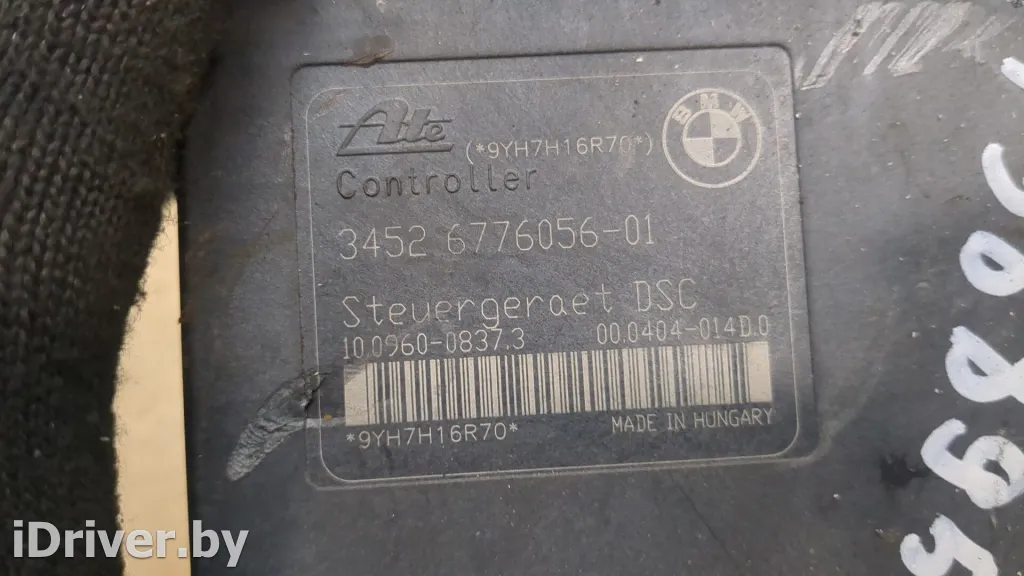 Ate (*9YH7H16R70*) BMW
Controller
3452 6776056-01
Steuergeraet DSC
10.0960-0837.3 00.0404-014D.0
*9YH7H16R70* MADE IN HUNGARY
iDriver.by